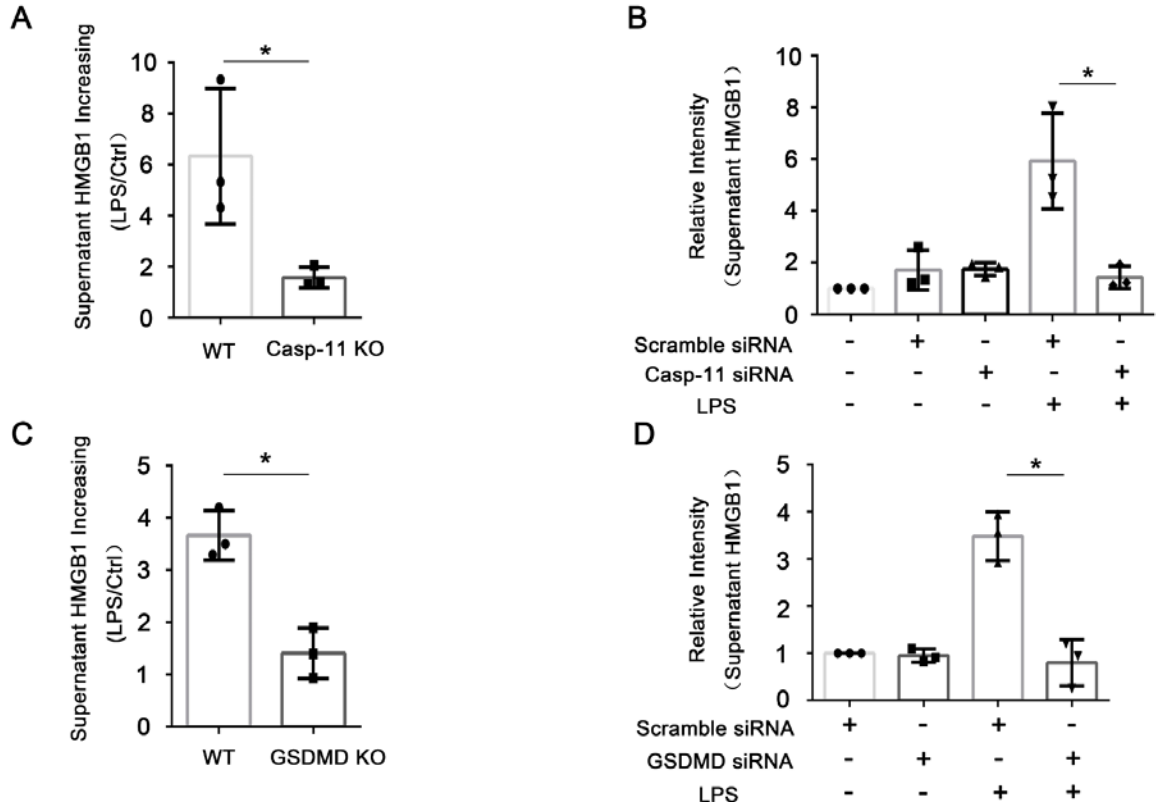 A
Supernatant HMGB1 Increasing
(LPS/Ctrl)
10
8
6
4
2
0
*
WT
Casp-11 KO
B
Relative Intensity
(Supernatant HMGB1)
10
8
6
4
2
0
*
Scramble siRNA - + - + -
Casp-11 siRNA - - + - +
LPS - - - + +
C
Supernatant HMGB1 Increasing
(LPS/Ctrl)
5
4
3
2
1
0
*
WT
GSDMD KO
D
Relative Intensity
(Supernatant HMGB1)
5
4
3
2
1
0
*
Scramble siRNA + - + -
GSDMD siRNA - + - +
LPS - - + +